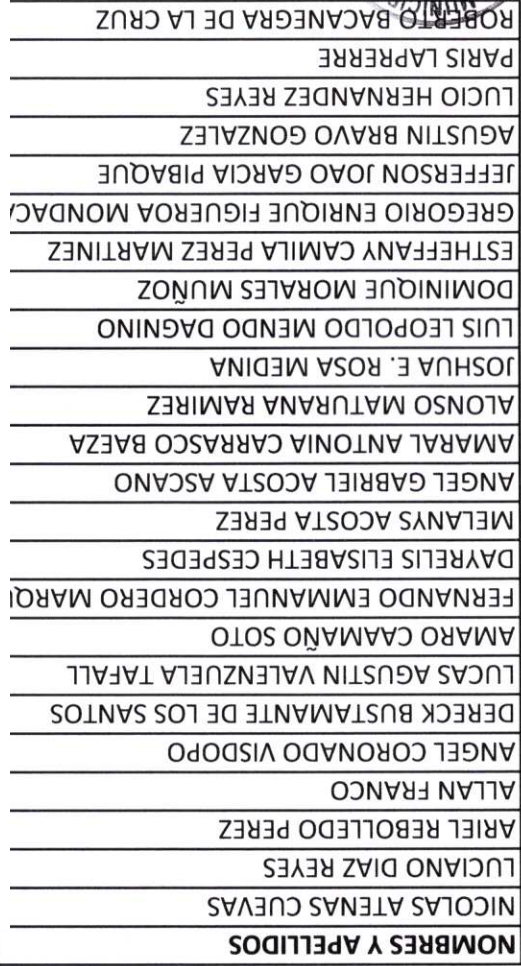 NOMBRES Y APELLIDOS
NICOLAS ATENAS CUEVAS
LUCIANO DIAZ REYES
ARIEL REBOLLEDO PEREZ
ALLAN FRANCO
ANGEL CORONADO VISDOPO
DERECK BUSTAMANTE DE LOS SANTOS
LUCAS AGUSTIN VALENZUELA TAFALL
AMARO CAAMAÑO SOTO
FERNANDO EMMANUEL CORDERO MARQU
DAYRELIS ELISABETH CESPEDES
MELANYS ACOSTA PEREZ
ANGEL GABRIEL ACOSTA ASCANO
AMARAL ANTONIA CARRASCO BAEZA
ALONSO MATURANA RAMIREZ
JOSHUA E. ROSA MEDINA
LUIS LEOPOLDO MENDO DAGNINO
DOMINIQUE MORALES MUÑOZ
ESTHEFFANY CAMILA PEREZ MARTINEZ
GREGORIO ENRIQUE FIGUEROA MONDAC
JEFFERSON JOAO GARCIA PIBAQUE
AGUSTIN BRAVO GONZALEZ
LUCIO HERNANDEZ REYES
PARIS LAPRERRE
ROBERTO BACANEGRA DE LA CRUZ